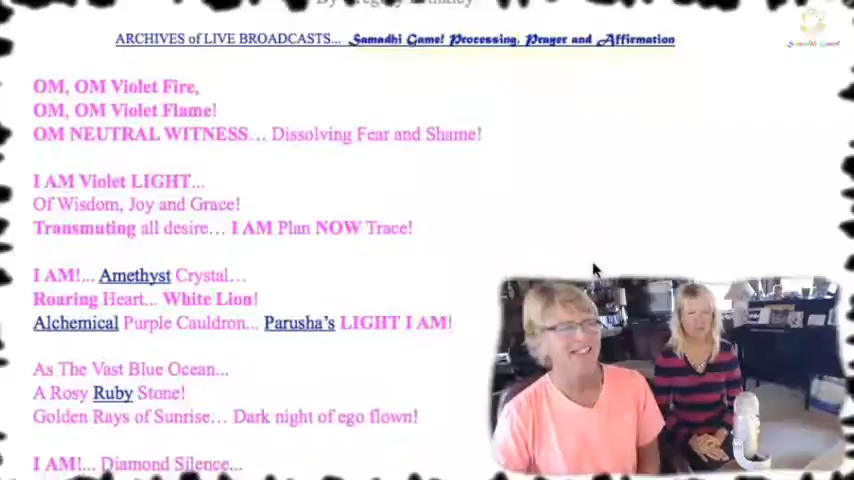 ARCHIVES of LIVE BROADCASTS... Samadhi Game! Processing, Prayer and Affirmation
Samadhi Game!
OM, OM Violet Fire,
OM, OM Violet Flame!
OM NEUTRAL WITNESS... Dissolving Fear and Shame!
I AM Violet LIGHT...
Of Wisdom, Joy and Grace!
Transmuting all desire... I AM Plan NOW Trace!
I AM!... Amethyst Crystal...
Roaring Heart... White Lion!
Alchemical Purple Cauldron... Parusha's LIGHT I AM!
As The Vast Blue Ocean...
A Rosy Ruby Stone!
Golden Rays of Sunrise... Dark night of ego flown!
I AM!... Diamond Silence...